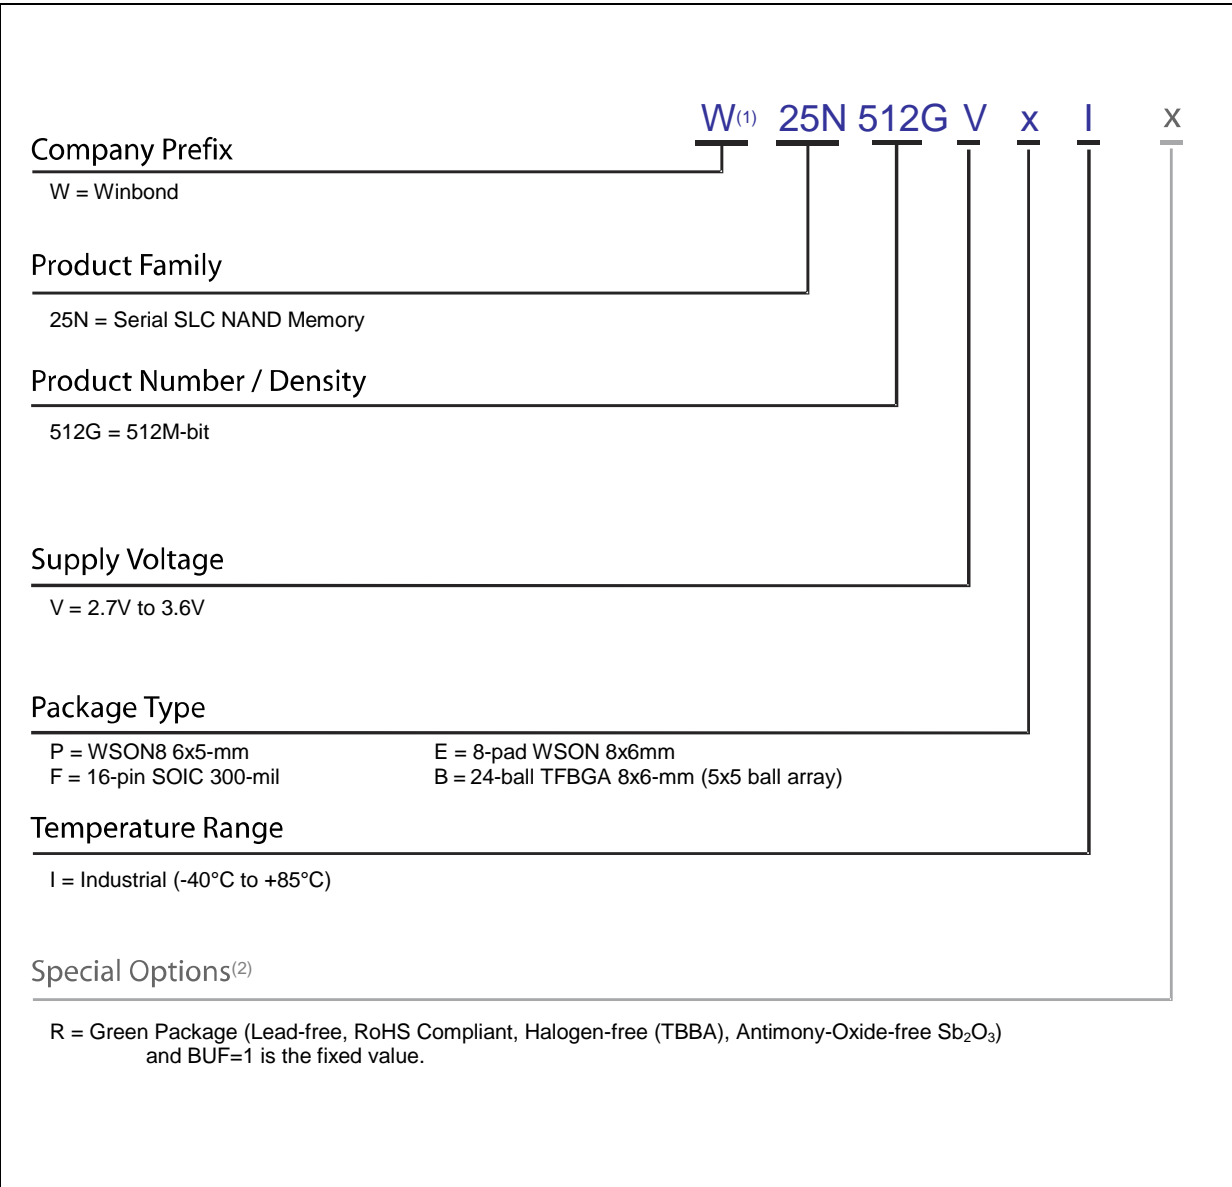 W(1) 25N 512G V x I x
Company Prefix
W = Winbond
Product Family
25N = Serial SLC NAND Memory
Product Number / Density
512G = 512M-bit
Supply Voltage
V = 2.7V to 3.6V
Package Type
P = WSON8 6x5-mm E = 8-pad WSON 8x6mm
F = 16-pin SOIC 300-mil B = 24-ball TFBGA 8x6-mm (5x5 ball array)
Temperature Range
I = Industrial (-40°C to +85°C)
Special Options(2)
R = Green Package (Lead-free, RoHS Compliant, Halogen-free (TBBA), Antimony-Oxide-free Sb₂O₃)
and BUF=1 is the fixed value.